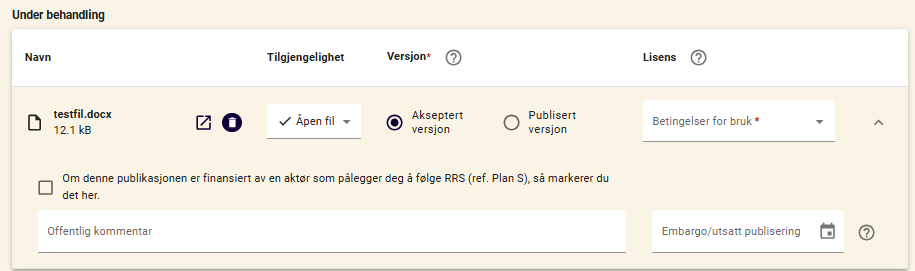 Under behandling
Navn
Tilgjengelighet
Versjon*
Lisens
testfil.docx
12.1 kB
Åpen fil
Akseptert
versjon
Publisert
versjon
Betingelser for bruk *
Om denne publikasjonen er finansiert av en aktør som pålegger deg å følge RRS (ref. Plan S), så markerer du
det her.
Offentlig kommentar
Embargo/utsatt publisering